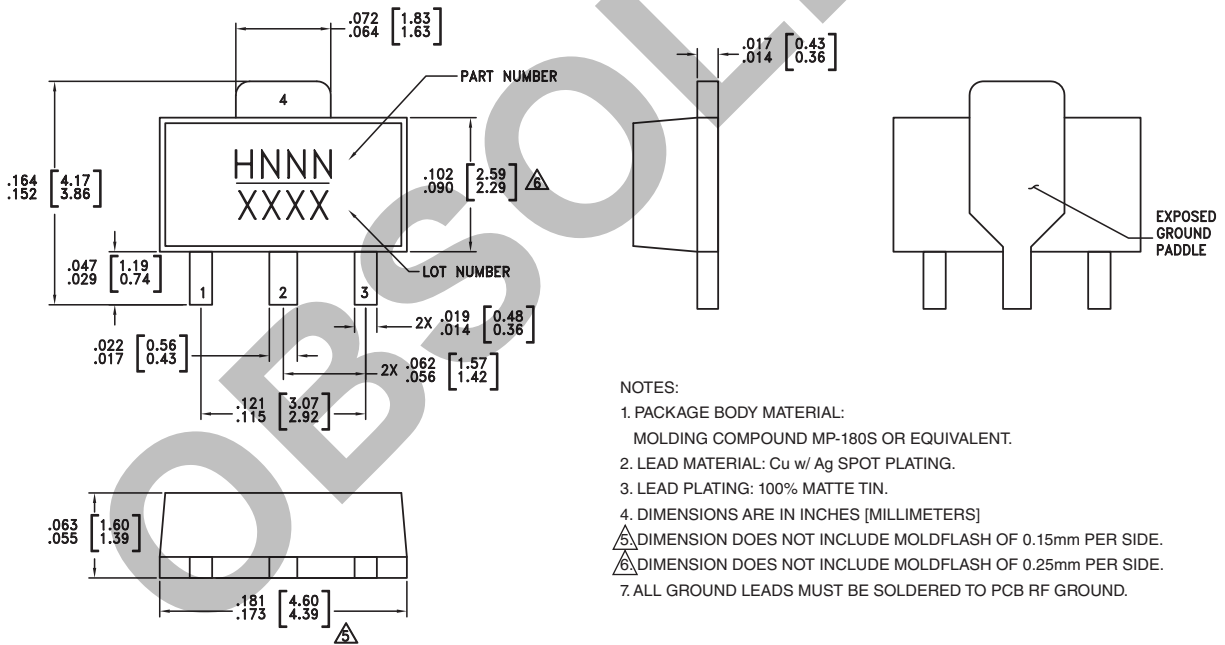 .072 [1.83]
.064 [1.63]
.017 [0.43]
.014 [0.36]
PART NUMBER
4
HNNN
XXXX
.164 [4.17]
.152 [3.86]
.102 [2.59]
.090 [2.29] 6
EXPOSED
GROUND
PADDLE
.047 [1.19]
.029 [0.74]
LOT NUMBER
1 2 3
2X .019 [0.48]
.014 [0.36]
.022 [0.56]
.017 [0.43]
2X .062 [1.57]
.056 [1.42]
.121 [3.07]
.115 [2.92]
.063 [1.60]
.055 [1.39]
.181 [4.60]
.173 [4.39]
5
NOTES:
1. PACKAGE BODY MATERIAL:
MOLDING COMPOUND MP-180S OR EQUIVALENT.
2. LEAD MATERIAL: Cu w/ Ag SPOT PLATING.
3. LEAD PLATING: 100% MATTE TIN.
4. DIMENSIONS ARE IN INCHES [MILLIMETERS]
5. DIMENSION DOES NOT INCLUDE MOLDFLASH OF 0.15mm PER SIDE.
6. DIMENSION DOES NOT INCLUDE MOLDFLASH OF 0.25mm PER SIDE.
7. ALL GROUND LEADS MUST BE SOLDERED TO PCB RF GROUND.
OBSOL